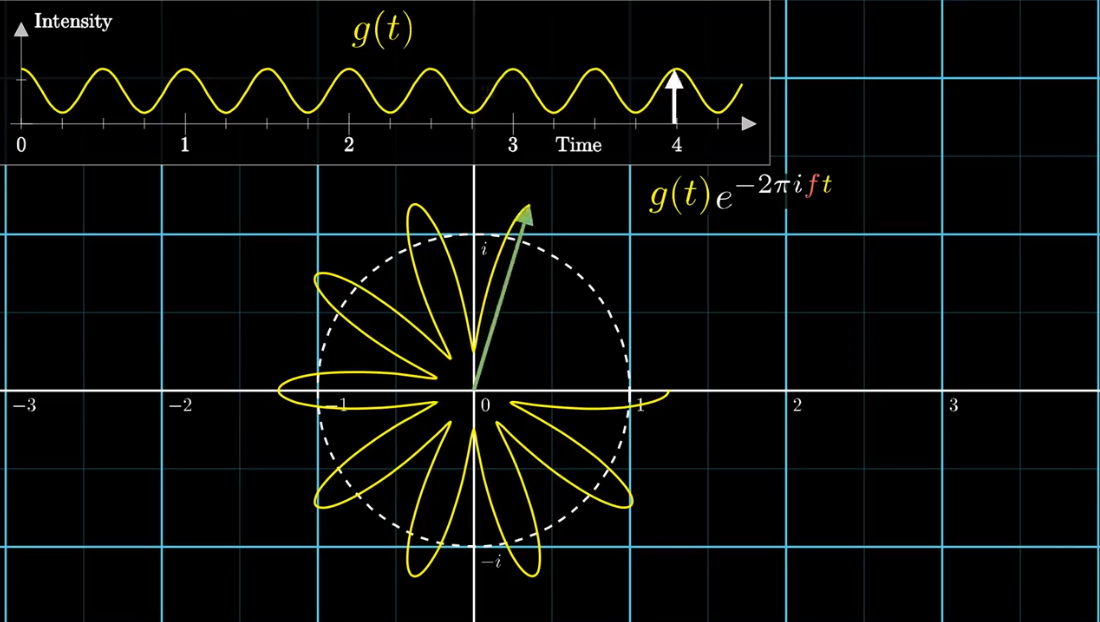 Intensity
g(t)
0 1 2 3 Time 4
g(t)e^{-2πift}
i
−3 −2 −1 0 1 2 3
−i